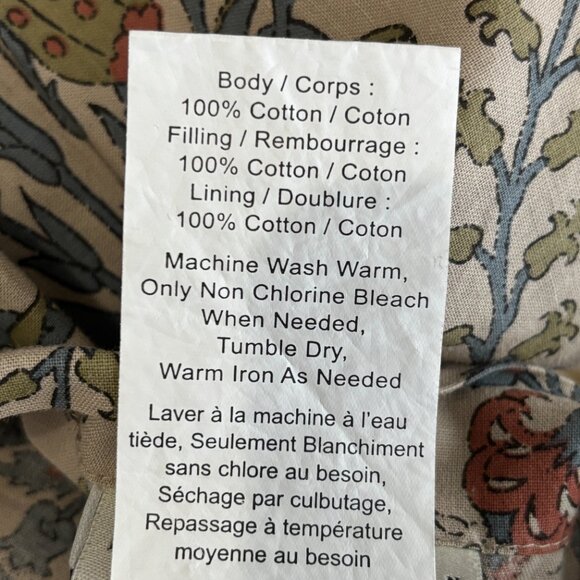 Body / Corps :
100% Cotton / Coton
Filling / Rembourrage :
100% Cotton / Coton
Lining / Doublure :
100% Cotton / Coton
Machine Wash Warm,
Only Non Chlorine Bleach
When Needed,
Tumble Dry,
Warm Iron As Needed
Laver à la machine à l'eau
tiède, Seulement Blanchiment
sans chlore au besoin,
Séchage par culbutage,
Repassage à température
moyenne au besoin